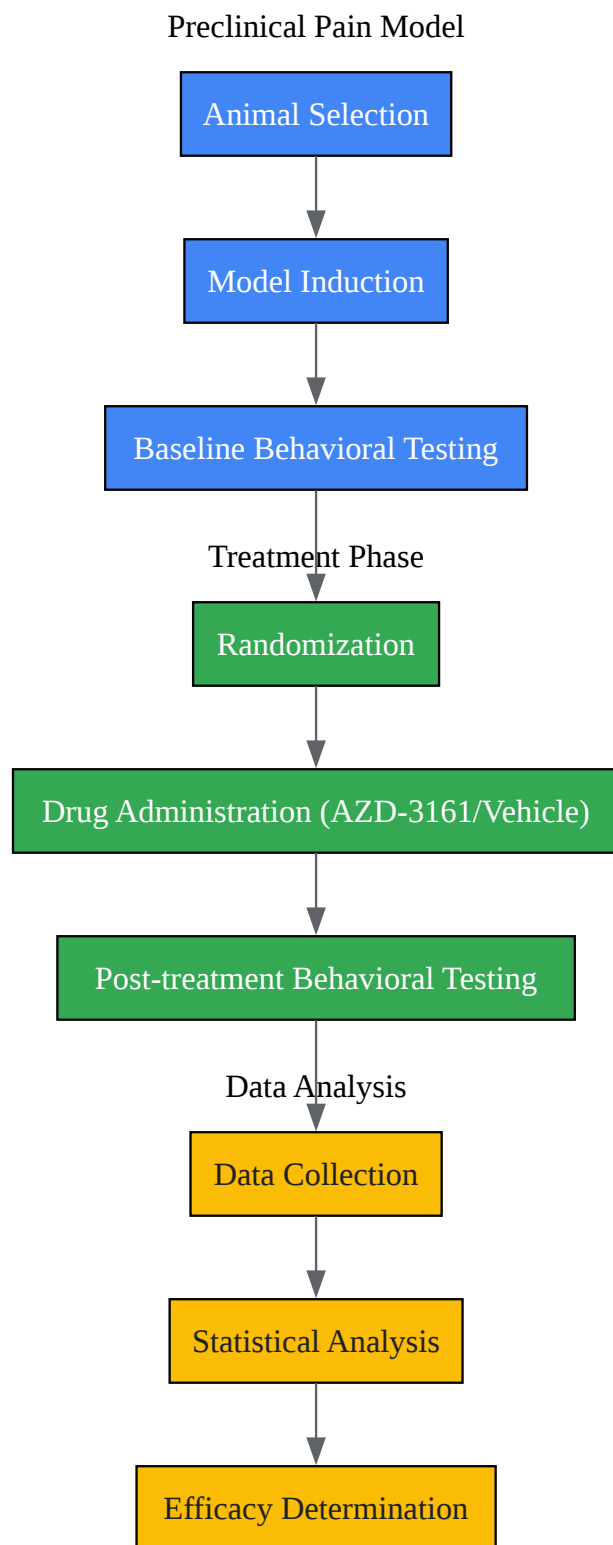 Preclinical Pain Model
Animal Selection
Model Induction
Baseline Behavioral Testing
Treatment Phase
Randomization
Drug Administration (AZD-3161/Vehicle)
Post-treatment Behavioral Testing
Data Analysis
Data Collection
Statistical Analysis
Efficacy Determination